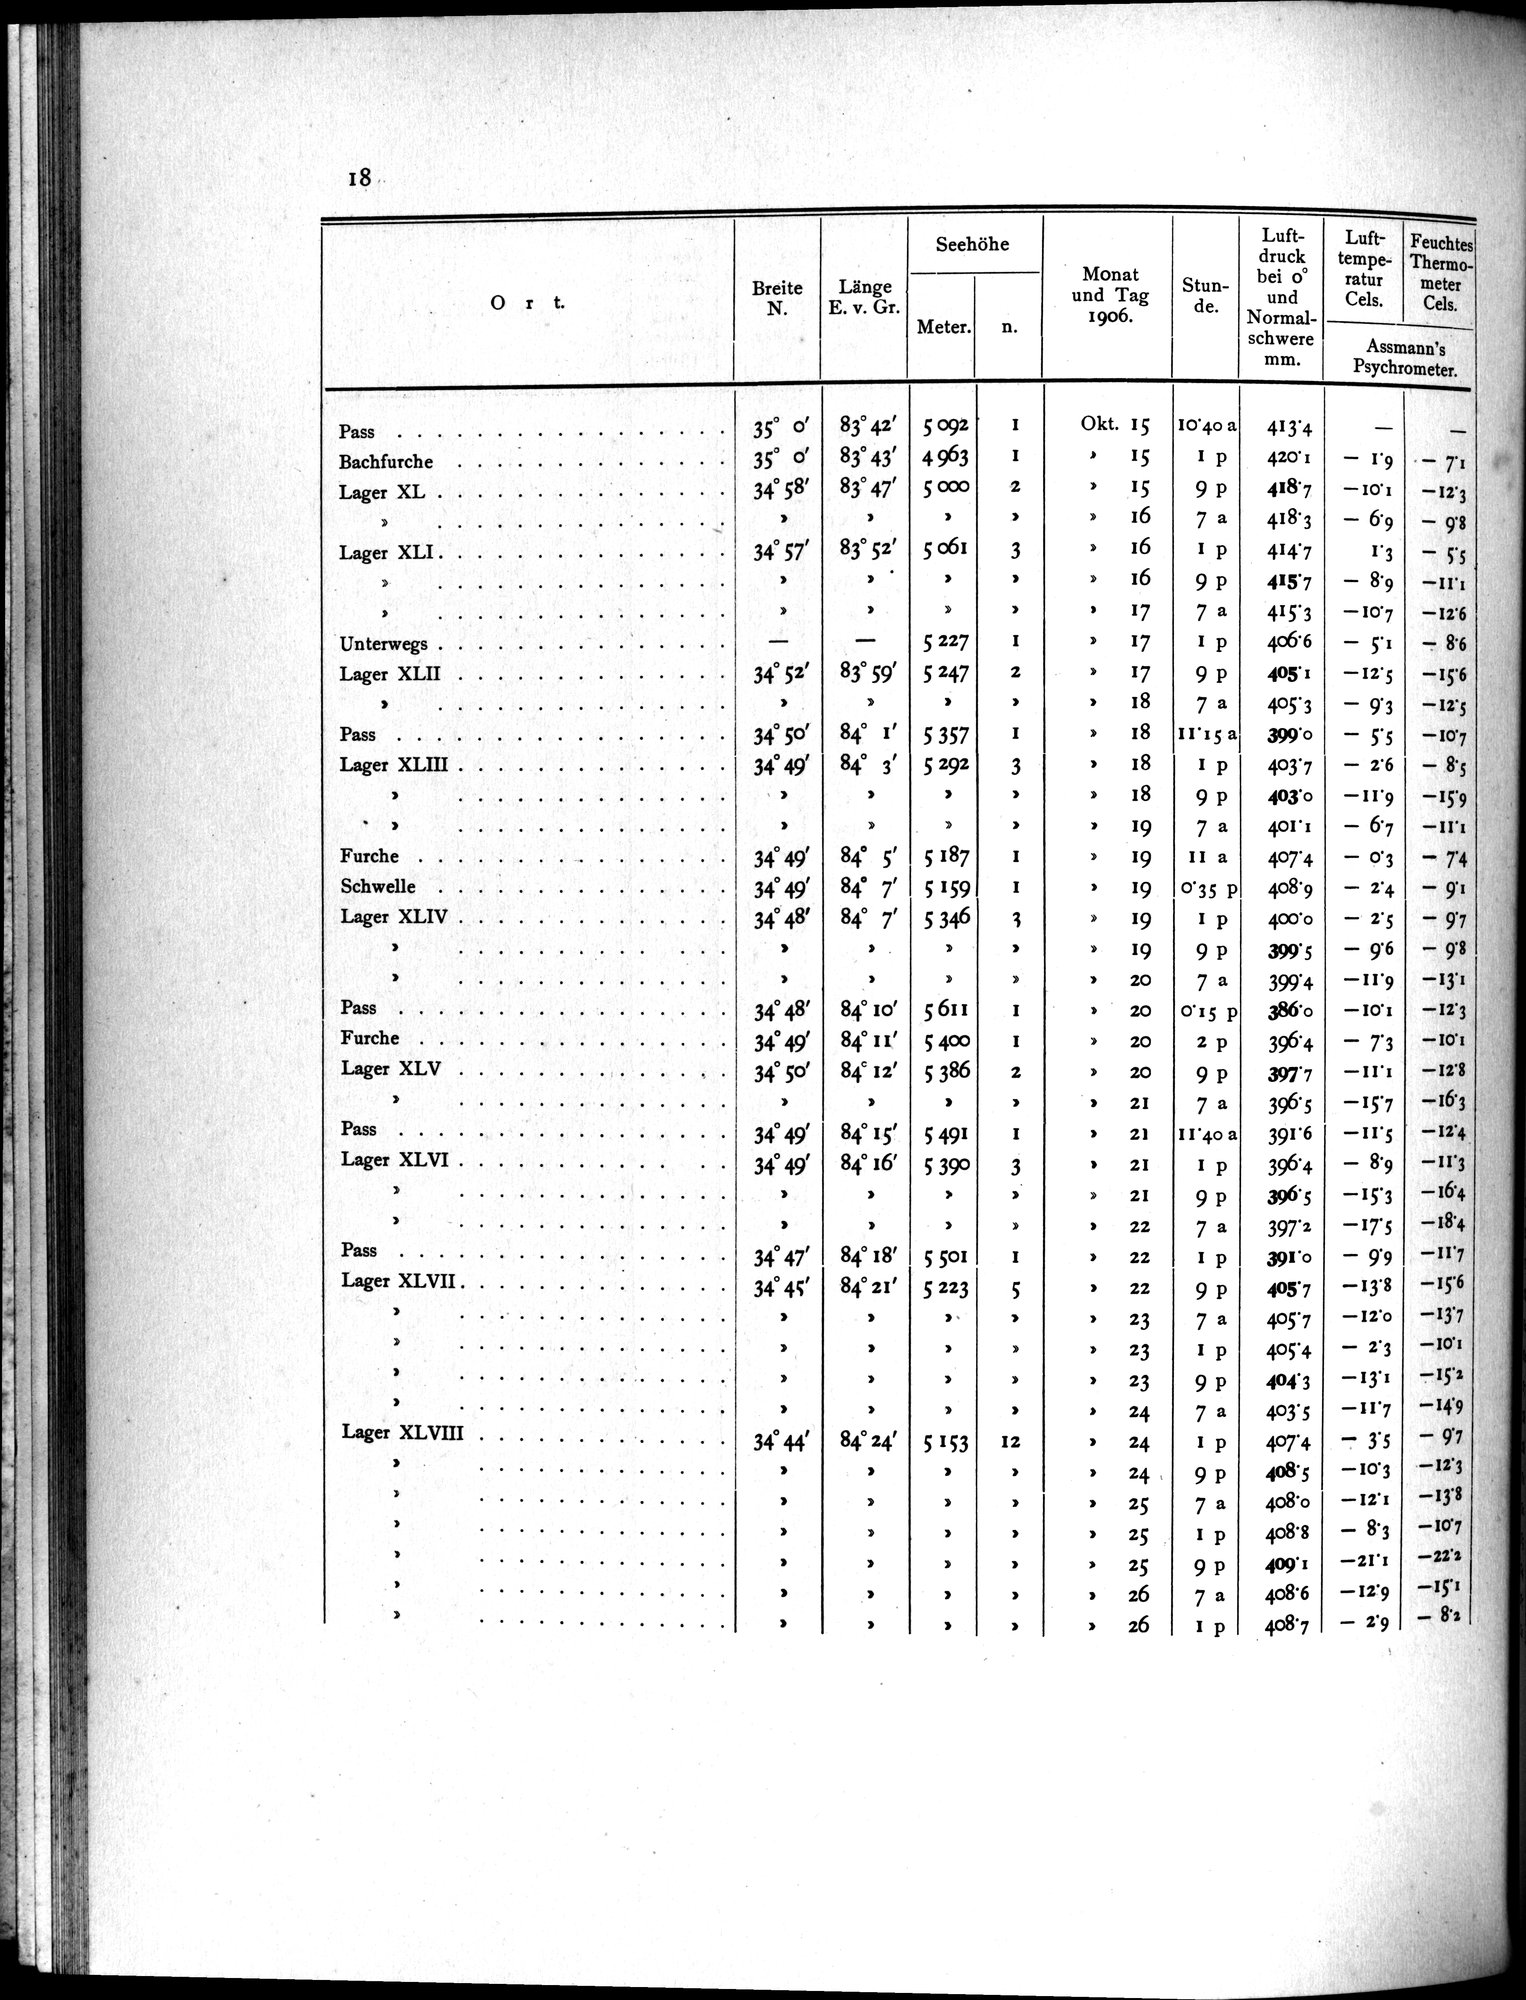 18
O r t. | Breite N. | Länge E. v. Gr. | Seehöhe Meter. | Seehöhe n. | Monat und Tag 1906. | Stun-de. | Luft-druck bei 0° und Normal-schwere mm. | Luft-tempe-ratur Cels. | Feuchtes Thermo-meter Cels.
Assmann's Psychrometer.
Pass | 35° 0′ | 83° 42′ | 5 092 | 1 | Okt. 15 | 10·40 a | 413·4 | — | —
Bachfurche | 35° 0′ | 83° 43′ | 4 963 | 1 | » 15 | 1 p | 420·1 | — 1·9 | — 7·1
Lager XL | 34° 58′ | 83° 47′ | 5 000 | 2 | » 15 | 9 p | 418·7 | —10·1 | —12·3
» | » | » | » | » | » 16 | 7 a | 418·3 | — 6·9 | — 9·8
Lager XLI | 34° 57′ | 83° 52′ | 5 061 | 3 | » 16 | 1 p | 414·7 | 1·3 | — 5·5
» | » | » | » | » | » 16 | 9 p | 415·7 | — 8·9 | —11·1
» | » | » | » | » | » 17 | 7 a | 415·3 | —10·7 | —12·6
Unterwegs | — | — | 5 227 | 1 | » 17 | 1 p | 406·6 | — 5·1 | — 8·6
Lager XLII | 34° 52′ | 83° 59′ | 5 247 | 2 | » 17 | 9 p | 405·1 | —12·5 | —15·6
» | » | » | » | » | » 18 | 7 a | 405·3 | — 9·3 | —12·5
Pass | 34° 50′ | 84° 1′ | 5 357 | 1 | » 18 | 11·15 a | 399·0 | — 5·5 | —10·7
Lager XLIII | 34° 49′ | 84° 3′ | 5 292 | 3 | » 18 | 1 p | 403·7 | — 2·6 | — 8·5
» | » | » | » | » | » 18 | 9 p | 403·0 | —11·9 | —15·9
» | » | » | » | » | » 19 | 7 a | 401·1 | — 6·7 | —11·1
Furche | 34° 49′ | 84° 5′ | 5 187 | 1 | » 19 | 11 a | 407·4 | — 0·3 | — 7·4
Schwelle | 34° 49′ | 84° 7′ | 5 159 | 1 | » 19 | 0·35 p | 408·9 | — 2·4 | — 9·1
Lager XLIV | 34° 48′ | 84° 7′ | 5 346 | 3 | » 19 | 1 p | 400·0 | — 2·5 | — 9·7
» | » | » | » | » | » 19 | 9 p | 399·5 | — 9·6 | — 9·8
» | » | » | » | » | » 20 | 7 a | 399·4 | —11·9 | —13·1
Pass | 34° 48′ | 84° 10′ | 5 611 | 1 | » 20 | 0·15 p | 386·0 | —10·1 | —12·3
Furche | 34° 49′ | 84° 11′ | 5 400 | 1 | » 20 | 2 p | 396·4 | — 7·3 | —10·1
Lager XLV | 34° 50′ | 84° 12′ | 5 386 | 2 | » 20 | 9 p | 397·7 | —11·1 | —12·8
» | » | » | » | » | » 21 | 7 a | 396·5 | —15·7 | —16·3
Pass | 34° 49′ | 84° 15′ | 5 491 | 1 | » 21 | 11·40 a | 391·6 | —11·5 | —12·4
Lager XLVI | 34° 49′ | 84° 16′ | 5 390 | 3 | » 21 | 1 p | 396·4 | — 8·9 | —11·3
» | » | » | » | » | » 21 | 9 p | 396·5 | —15·3 | —16·4
» | » | » | » | » | » 22 | 7 a | 397·2 | —17·5 | —18·4
Pass | 34° 47′ | 84° 18′ | 5 501 | 1 | » 22 | 1 p | 391·0 | — 9·9 | —11·7
Lager XLVII | 34° 45′ | 84° 21′ | 5 223 | 5 | » 22 | 9 p | 405·7 | —13·8 | —15·6
» | » | » | » | » | » 23 | 7 a | 405·7 | —12·0 | —13·7
» | » | » | » | » | » 23 | 1 p | 405·4 | — 2·3 | —10·1
» | » | » | » | » | » 23 | 9 p | 404·3 | —13·1 | —15·2
» | » | » | » | » | » 24 | 7 a | 403·5 | —11·7 | —14·9
Lager XLVIII | 34° 44′ | 84° 24′ | 5 153 | 12 | » 24 | 1 p | 407·4 | — 3·5 | — 9·7
» | » | » | » | » | » 24 | 9 p | 408·5 | —10·3 | —12·3
» | » | » | » | » | » 25 | 7 a | 408·0 | —12·1 | —13·8
» | » | » | » | » | » 25 | 1 p | 408·8 | — 8·3 | —10·7
» | » | » | » | » | » 25 | 9 p | 409·1 | —21·1 | —22·2
» | » | » | » | » | » 26 | 7 a | 408·6 | —12·9 | —15·1
» | » | » | » | » | » 26 | 1 p | 408·7 | — 2·9 | — 8·2